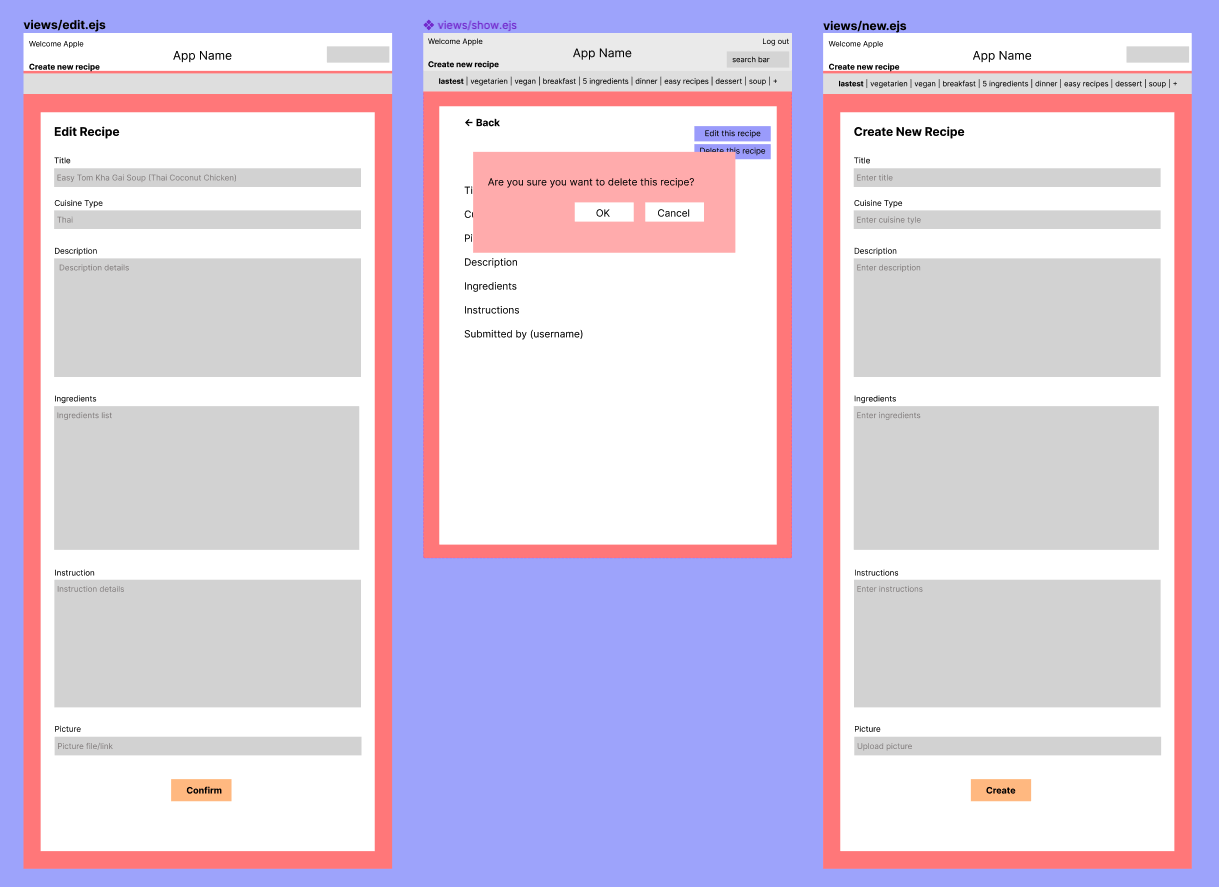 views/edit.ejs
Welcome Apple
App Name
Create new recipe
Edit Recipe
Title
Easy Tom Kha Gai Soup (Thai Coconut Chicken)
Cuisine Type
Thai
Description
Description details
Ingredients
Ingredients list
Instruction
Instruction details
Picture
Picture file/link
Confirm
❖ views/show.ejs
Welcome Apple
Log out
App Name
search bar
Create new recipe
lastest | vegetarien | vegan | breakfast | 5 ingredients | dinner | easy recipes | dessert | soup | +
← Back
Edit this recipe
Delete this recipe
Are you sure you want to delete this recipe?
OK Cancel
Description
Ingredients
Instructions
Submitted by (username)
views/new.ejs
Welcome Apple
App Name
Create new recipe
lastest | vegetarien | vegan | breakfast | 5 ingredients | dinner | easy recipes | dessert | soup | +
Create New Recipe
Title
Enter title
Cuisine Type
Enter cuisine tyle
Description
Enter description
Ingredients
Enter ingredients
Instructions
Enter instructions
Picture
Upload picture
Create